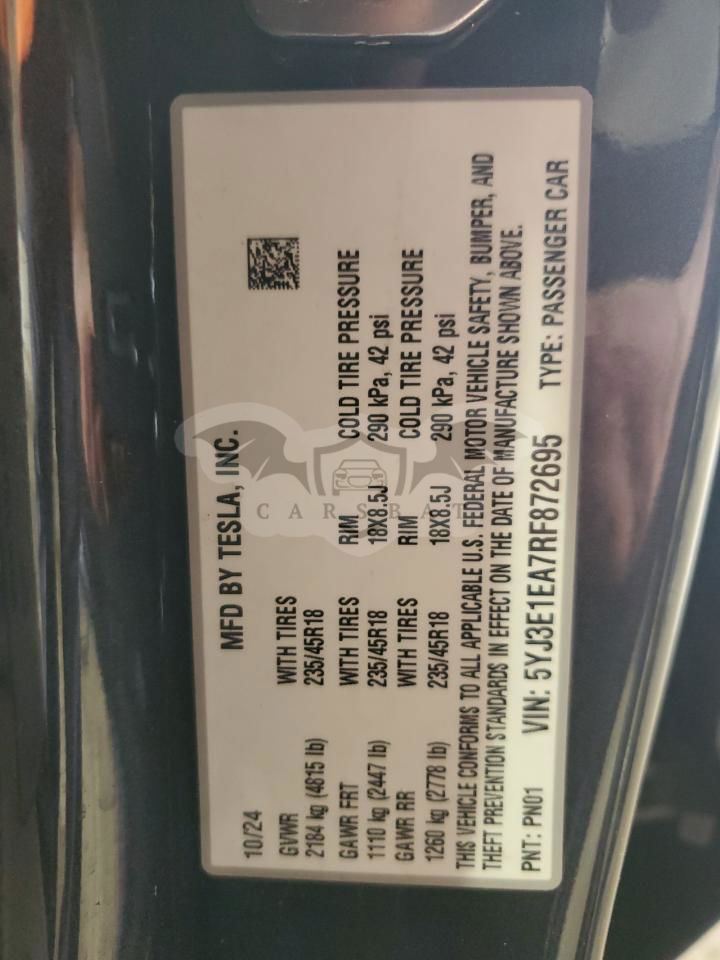 MFD BY TESLA, INC.
10/24
GVWR WITH TIRES
2184 kg (4815 lb) 235/45R18
GAWR FRT WITH TIRES RIM COLD TIRE PRESSURE
1110 kg (2447 lb) 235/45R18 18X8.5J 290 kPa, 42 psi
GAWR RR WITH TIRES RIM COLD TIRE PRESSURE
1260 kg (2778 lb) 235/45R18 18X8.5J 290 kPa, 42 psi
THIS VEHICLE CONFORMS TO ALL APPLICABLE U.S. FEDERAL MOTOR VEHICLE SAFETY, BUMPER, AND
THEFT PREVENTION STANDARDS IN EFFECT ON THE DATE OF MANUFACTURE SHOWN ABOVE.
PNT: PN01 VIN: 5YJ3E1EA7RF872695 TYPE: PASSENGER CAR
CARSBAT